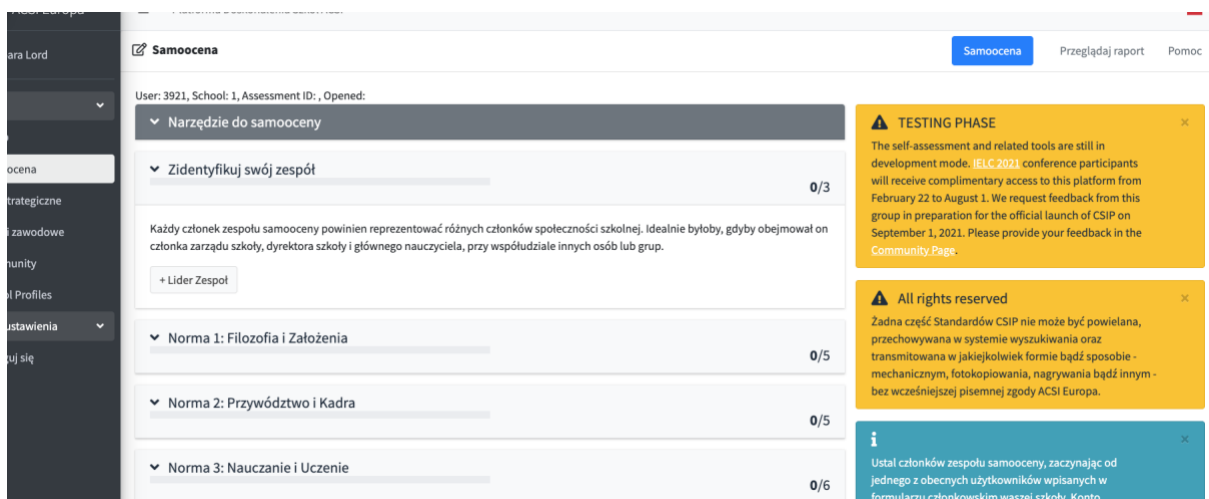 ACSI Europa
ara Lord
ocena
trategiczne
i zawodowe
nunity
ol Profiles
ustawienia
uj się
Samoocena
Samoocena
Przeglądaj raport
Pomoc
User: 3921, School: 1, Assessment ID: , Opened:
Narzędzie do samooceny
Zidentyfikuj swój zespół
0/3
Każdy członek zespołu samooceny powinien reprezentować różnych członków społeczności szkolnej. Idealnie byłoby, gdyby obejmował on
członka zarządu szkoły, dyrektora szkoły i głównego nauczyciela, przy współudziale innych osób lub grup.
+ Lider Zespoł
Norma 1: Filozofia i Założenia
0/5
Norma 2: Przywództwo i Kadra
0/5
Norma 3: Nauczanie i Uczenie
0/6
TESTING PHASE
The self-assessment and related tools are still in
development mode. IELC 2021 conference participants
will receive complimentary access to this platform from
February 22 to August 1. We request feedback from this
group in preparation for the official launch of CSIP on
September 1, 2021. Please provide your feedback in the
Community Page.
All rights reserved
Żadna część Standardów CSIP nie może być powielana,
przechowywana w systemie wyszukiwania oraz
transmitowana w jakiejkolwiek formie bądź sposobie -
mechanicznym, fotokopiowania, nagrywania bądź innym -
bez wcześniejszej pisemnej zgody ACSI Europa.
Ustal członków zespołu samooceny, zaczynając od
jednego z obecnych użytkowników wpisanych w
formularzu członkowskim waszej szkoły. Konto